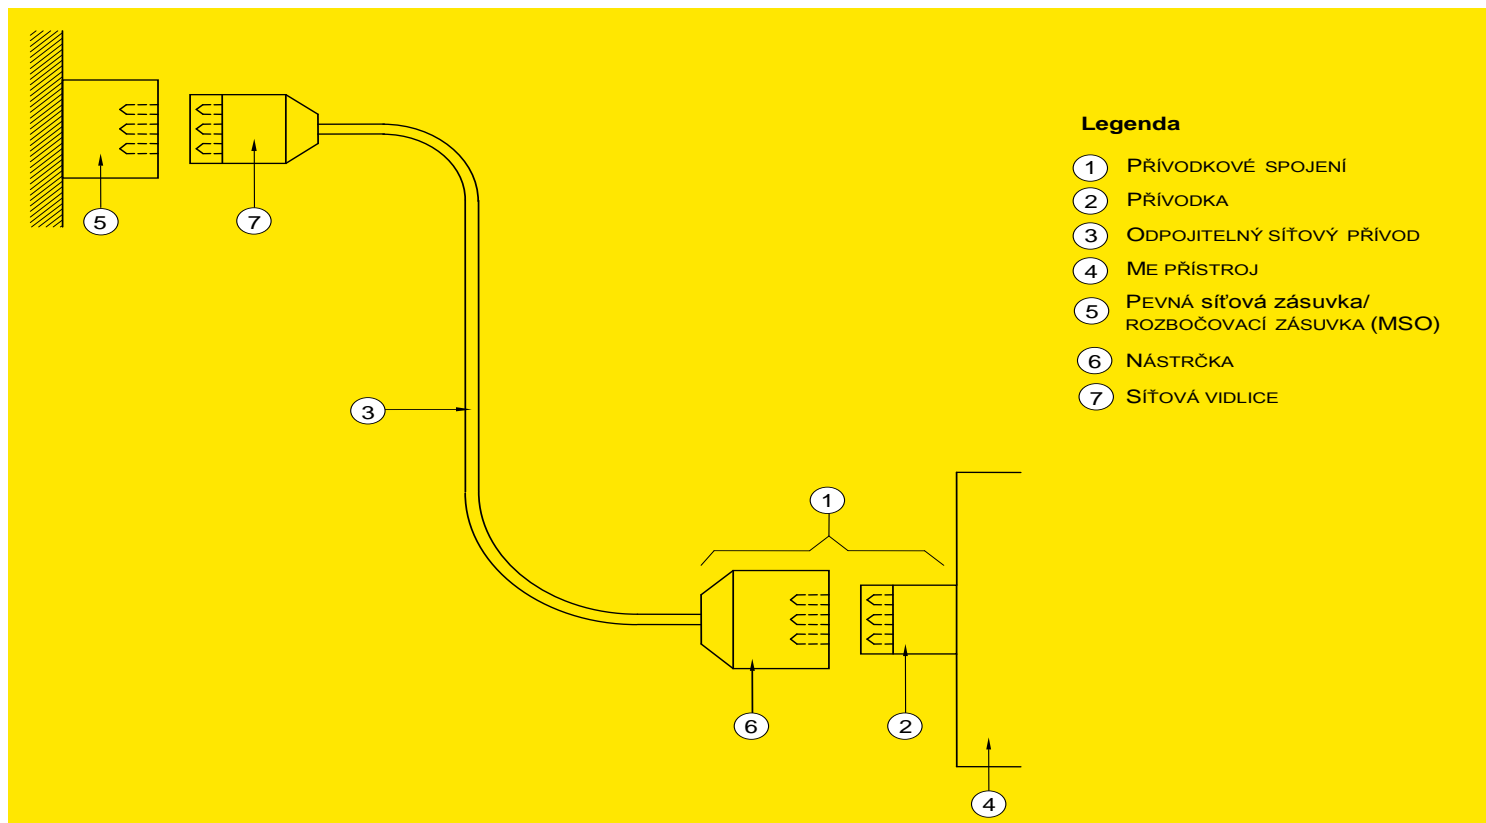 Legenda
1 PŘÍVODKOVÉ SPOJENÍ
2 PŘÍVODKA
3 ODPOJITELNÝ SÍŤOVÝ PŘÍVOD
4 ME PŘÍSTROJ
5 PEVNÁ síťová zásuvka/
ROZBOČOVACÍ ZÁSUVKA (MSO)
6 NÁSTRČKA
7 SÍŤOVÁ VIDLICE
5
7
3
1
6
2
4